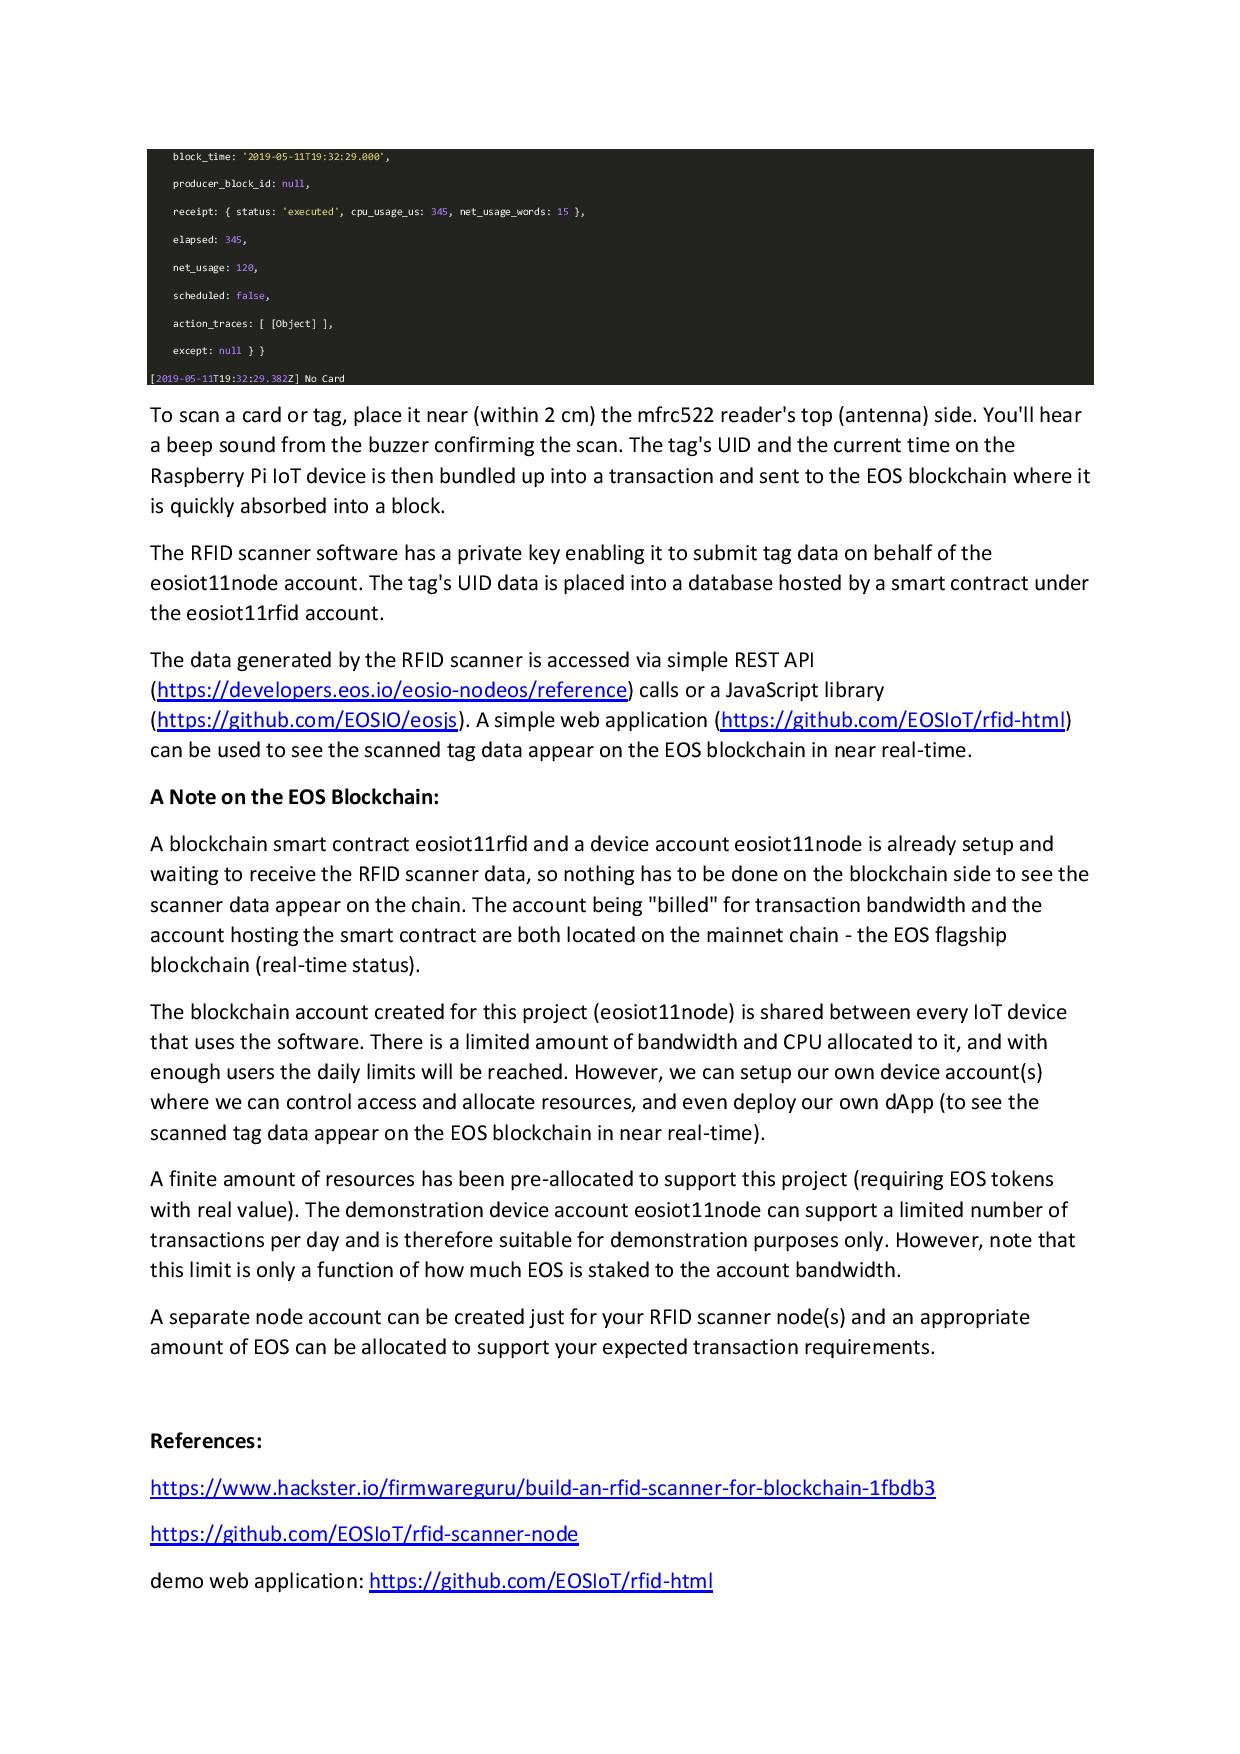 block_time: '2019-05-11T19:32:29.000',
producer_block_id: null,
receipt: { status: 'executed', cpu_usage_us: 345, net_usage_words: 15 },
elapsed: 345,
net_usage: 120,
scheduled: false,
action_traces: [ [Object] ],
except: null } }
[2019-05-11T19:32:29.382Z] No Card
To scan a card or tag, place it near (within 2 cm) the mfrc522 reader's top (antenna) side. You'll hear
a beep sound from the buzzer confirming the scan. The tag's UID and the current time on the
Raspberry Pi IoT device is then bundled up into a transaction and sent to the EOS blockchain where it
is quickly absorbed into a block.
The RFID scanner software has a private key enabling it to submit tag data on behalf of the
eosiot11node account. The tag's UID data is placed into a database hosted by a smart contract under
the eosiot11rfid account.
The data generated by the RFID scanner is accessed via simple REST API
(https://developers.eos.io/eosio-nodeos/reference) calls or a JavaScript library
(https://github.com/EOSIO/eosjs). A simple web application (https://github.com/EOSIoT/rfid-html)
can be used to see the scanned tag data appear on the EOS blockchain in near real-time.
A Note on the EOS Blockchain:
A blockchain smart contract eosiot11rfid and a device account eosiot11node is already setup and
waiting to receive the RFID scanner data, so nothing has to be done on the blockchain side to see the
scanner data appear on the chain. The account being "billed" for transaction bandwidth and the
account hosting the smart contract are both located on the mainnet chain - the EOS flagship
blockchain (real-time status).
The blockchain account created for this project (eosiot11node) is shared between every IoT device
that uses the software. There is a limited amount of bandwidth and CPU allocated to it, and with
enough users the daily limits will be reached. However, we can setup our own device account(s)
where we can control access and allocate resources, and even deploy our own dApp (to see the
scanned tag data appear on the EOS blockchain in near real-time).
A finite amount of resources has been pre-allocated to support this project (requiring EOS tokens
with real value). The demonstration device account eosiot11node can support a limited number of
transactions per day and is therefore suitable for demonstration purposes only. However, note that
this limit is only a function of how much EOS is staked to the account bandwidth.
A separate node account can be created just for your RFID scanner node(s) and an appropriate
amount of EOS can be allocated to support your expected transaction requirements.
References:
https://www.hackster.io/firmwareguru/build-an-rfid-scanner-for-blockchain-1fbdb3
https://github.com/EOSIoT/rfid-scanner-node
demo web application: https://github.com/EOSIoT/rfid-html